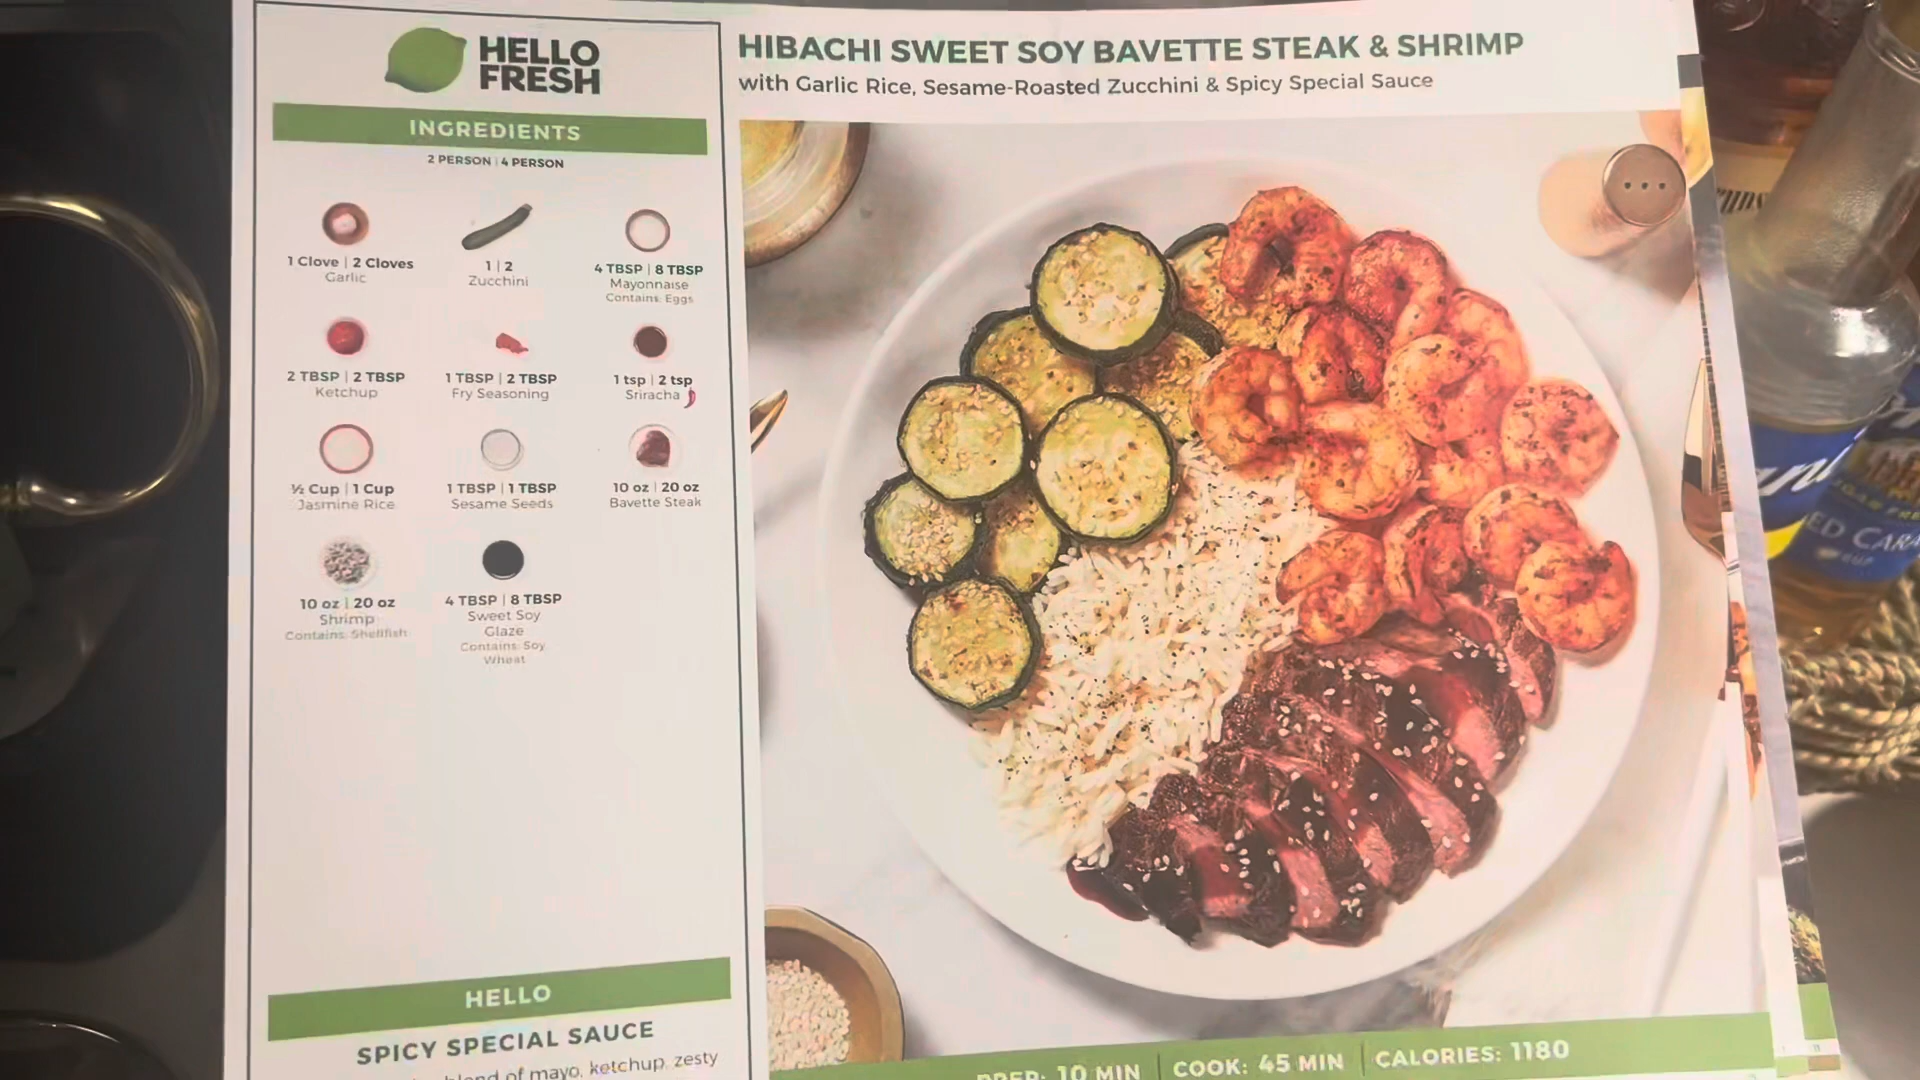 HELLO
FRESH
INGREDIENTS
2 PERSON | 4 PERSON
1 Clove | 2 Cloves
Garlic
1 | 2
Zucchini
4 TBSP | 8 TBSP
Mayonnaise
Contains: Eggs
2 TBSP | 2 TBSP
Ketchup
1 TBSP | 2 TBSP
Fry Seasoning
1 tsp | 2 tsp
Sriracha
½ Cup | 1 Cup
Jasmine Rice
1 TBSP | 1 TBSP
Sesame Seeds
10 oz | 20 oz
Bavette Steak
10 oz | 20 oz
Shrimp
Contains: Shellfish
4 TBSP | 8 TBSP
Sweet Soy
Glaze
Contains: Soy
Wheat
HELLO
SPICY SPECIAL SAUCE
blend of mayo, ketchup, zesty
HIBACHI SWEET SOY BAVETTE STEAK & SHRIMP
with Garlic Rice, Sesame-Roasted Zucchini & Spicy Special Sauce
PREP: 10 MIN | COOK: 45 MIN | CALORIES: 1180